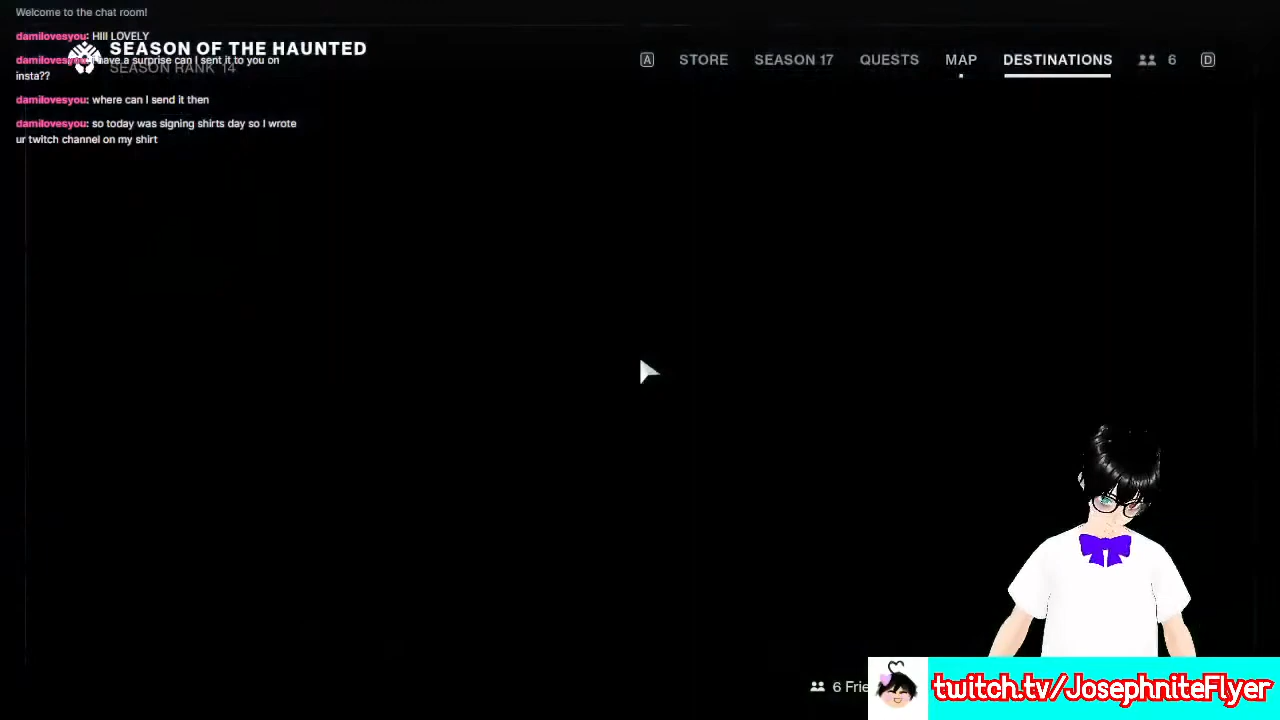 Welcome to the chat room!
damilovesyou: HIII LOVELY
damilovesyou: i have a surprise can I sent it to you on
insta??
damilovesyou: where can I send it then
damilovesyou: so today was signing shirts day so I wrote
ur twitch channel on my shirt
SEASON OF THE HAUNTED
SEASON RANK 14
A STORE SEASON 17 QUESTS MAP DESTINATIONS 6 D
6 Frie
twitch.tv/JosephniteFlyer